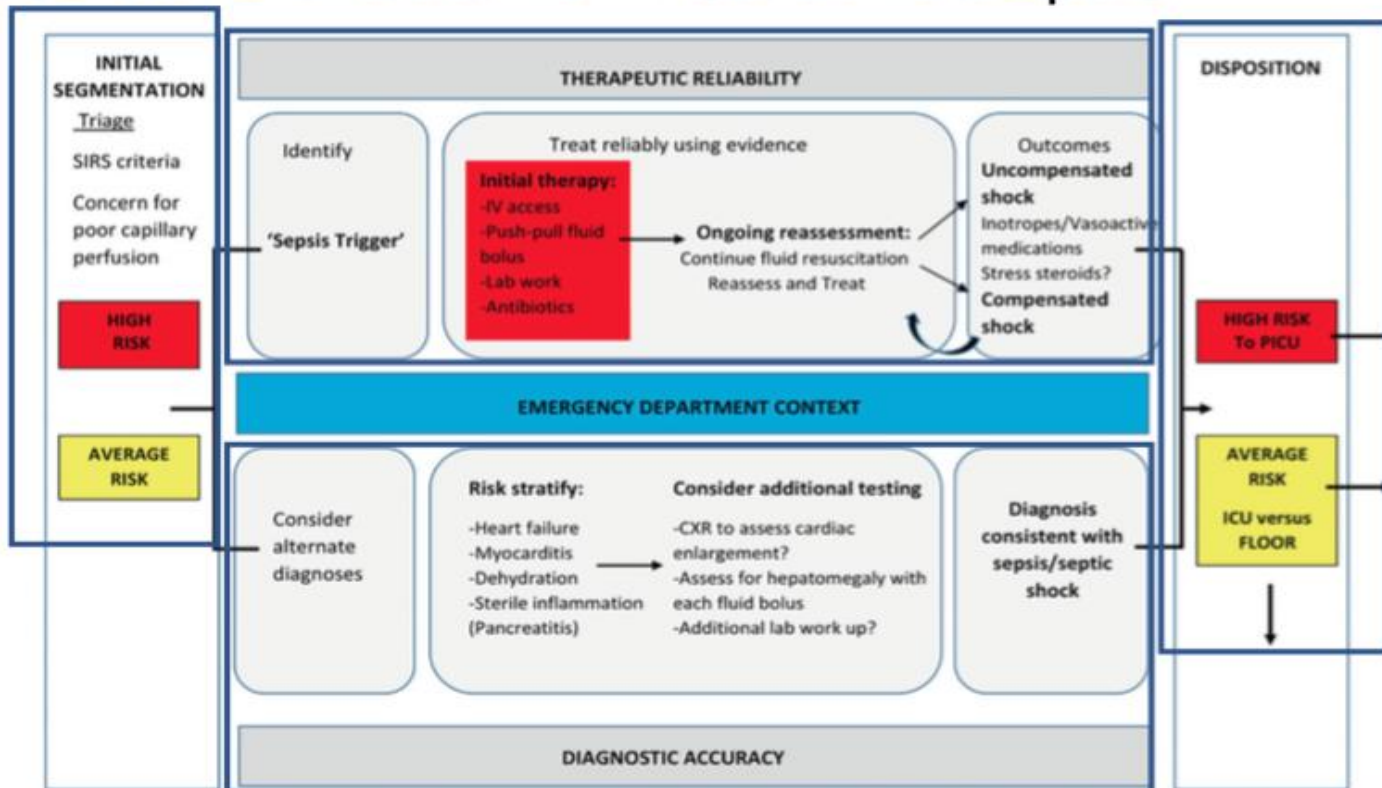 INITIAL
SEGMENTATION
Triage
SIRS criteria
Concern for
poor capillary
perfusion
HIGH
RISK
AVERAGE
RISK
THERAPEUTIC RELIABILITY
Identify
'Sepsis Trigger'
Treat reliably using evidence
Initial therapy:
-IV access
-Push-pull fluid
bolus
-Lab work
-Antibiotics
Ongoing reassessment:
Continue fluid resuscitation
Reassess and Treat
Outcomes
Uncompensated
shock
Inotropes/Vasoactive
medications
Stress steroids?
Compensated
shock
EMERGENCY DEPARTMENT CONTEXT
Consider
alternate
diagnoses
Risk stratify:
-Heart failure
-Myocarditis
-Dehydration
-Sterile inflammation
(Pancreatitis)
Consider additional testing
-CXR to assess cardiac
enlargement?
-Assess for hepatomegaly with
each fluid bolus
-Additional lab work up?
Diagnosis
consistent with
sepsis/septic
shock
DIAGNOSTIC ACCURACY
DISPOSITION
HIGH RISK
To PICU
AVERAGE
RISK
ICU versus
FLOOR